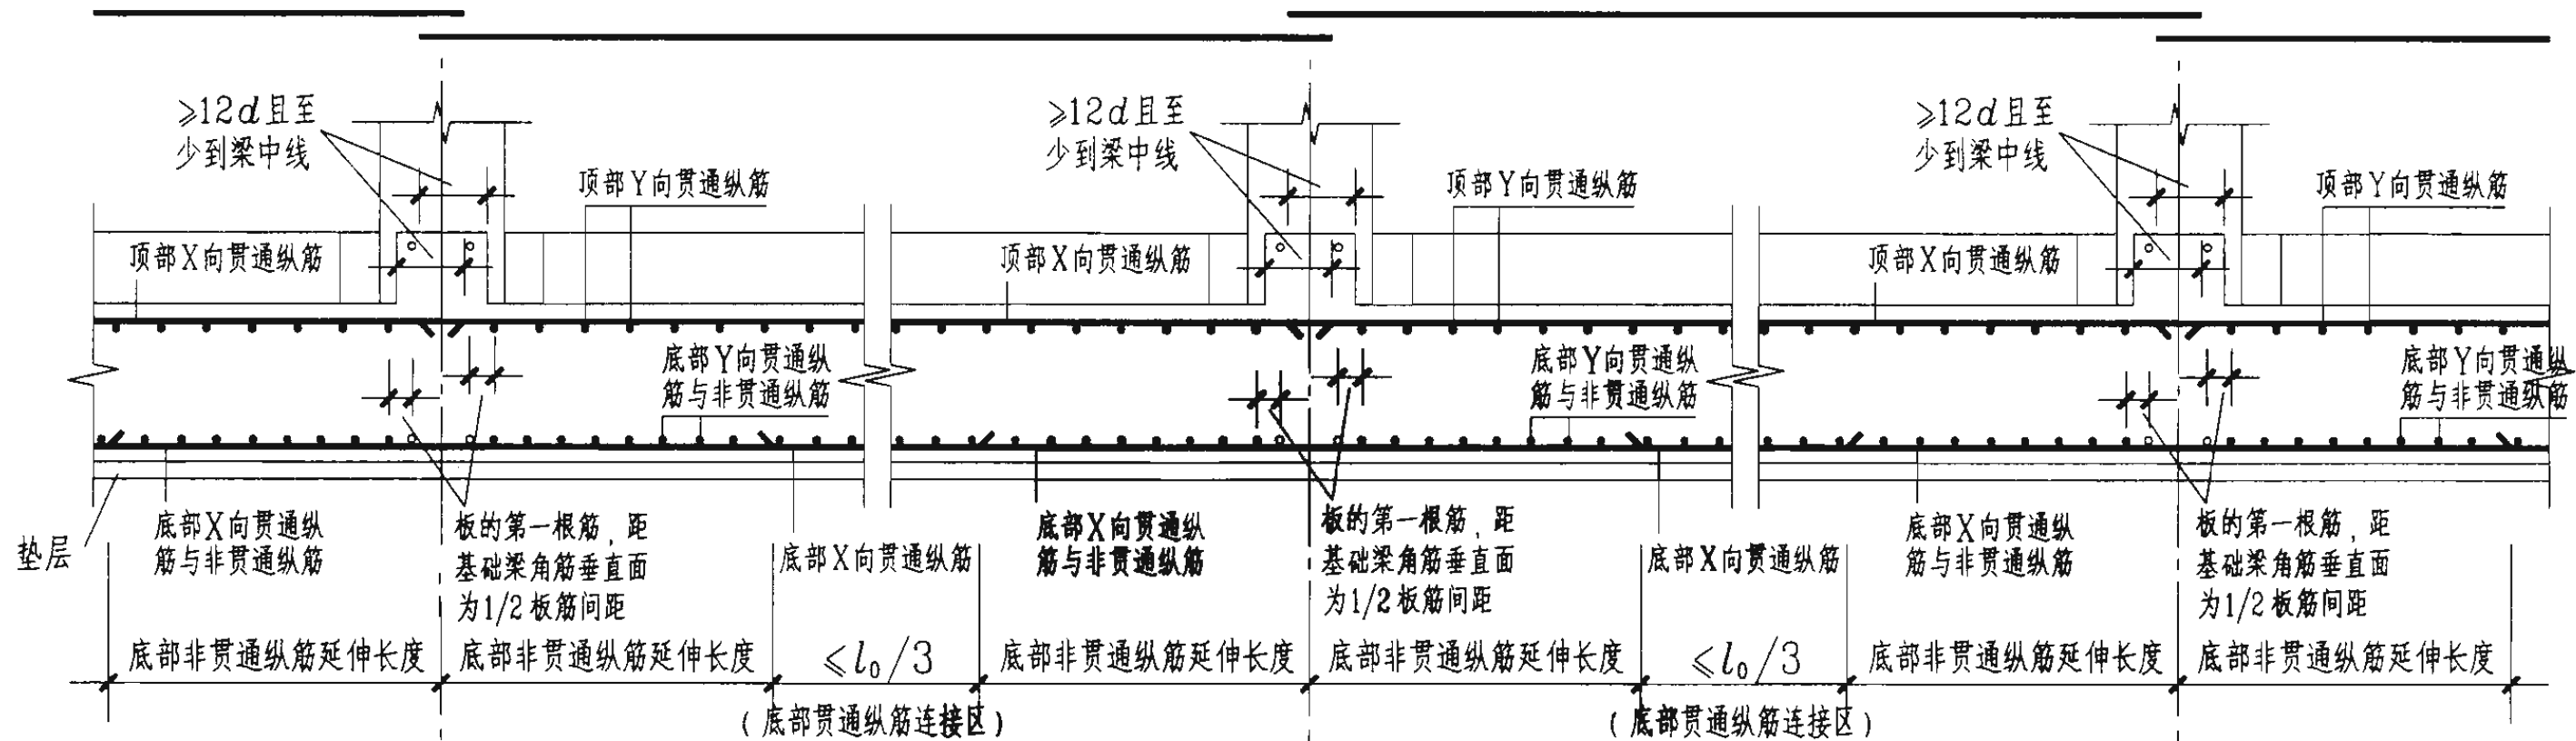 ≥12d且至
少到梁中线
≥12d且至
少到梁中线
≥12d且至
少到梁中线
顶部Y向贯通纵筋
顶部Y向贯通纵筋
顶部Y向贯通纵筋
顶部X向贯通纵筋
顶部X向贯通纵筋
顶部X向贯通纵筋
底部Y向贯通纵
筋与非贯通纵筋
底部Y向贯通纵
筋与非贯通纵筋
底部Y向贯通纵
筋与非贯通纵筋
垫层
底部X向贯通纵
筋与非贯通纵筋
板的第一根筋,距
基础梁角筋垂直面
为1/2板筋间距
底部X向贯通纵筋
底部X向贯通纵
筋与非贯通纵筋
板的第一根筋,距
基础梁角筋垂直面
为1/2板筋间距
底部X向贯通纵筋
底部X向贯通纵
筋与非贯通纵筋
板的第一根筋,距
基础梁角筋垂直面
为1/2板筋间距
底部非贯通纵筋延伸长度
底部非贯通纵筋延伸长度
≤l₀/3
底部非贯通纵筋延伸长度
底部非贯通纵筋延伸长度
≤l₀/3
底部非贯通纵筋延伸长度
底部非贯通纵筋延伸长度
(底部贯通纵筋连接区)
(底部贯通纵筋连接区)